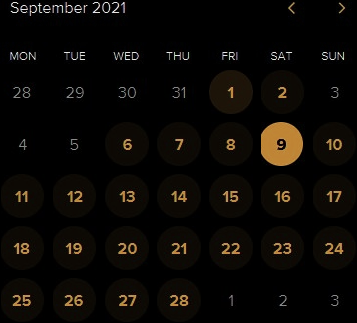 September 2021
MON TUE WED THU FRI SAT SUN
28 29 30 31 1 2 3
4 5 6 7 8 9 10
11 12 13 14 15 16 17
18 19 20 21 22 23 24
25 26 27 28 1 2 3